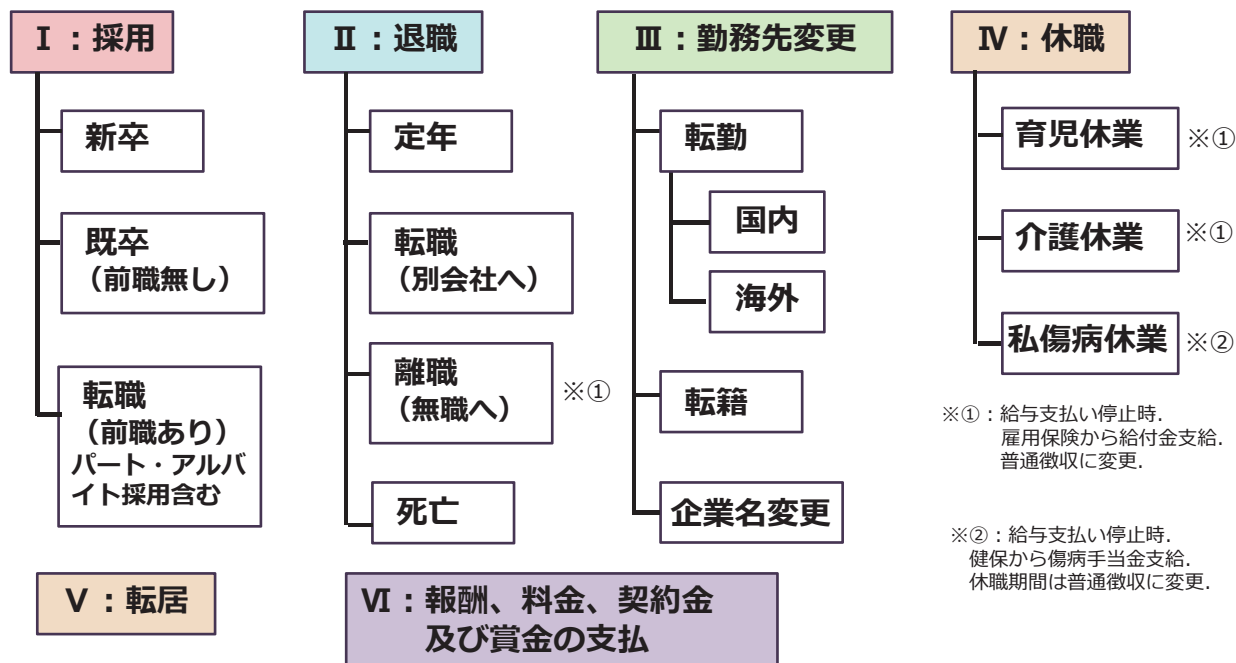 Ⅰ：採用
新卒
既卒
（前職無し）
転職
（前職あり）
パート・アルバ
イト採用含む
Ⅱ：退職
定年
転職
（別会社へ）
離職
（無職へ）
※①
死亡
Ⅲ：勤務先変更
転勤
国内
海外
転籍
企業名変更
Ⅳ：休職
育児休業
※①
介護休業
※①
私傷病休業
※②
※①：給与支払い停止時．
雇用保険から給付金支給．
普通徴収に変更．
※②：給与支払い停止時．
健保から傷病手当金支給．
休職期間は普通徴収に変更．
Ⅴ：転居
Ⅵ：報酬、料金、契約金
及び賞金の支払